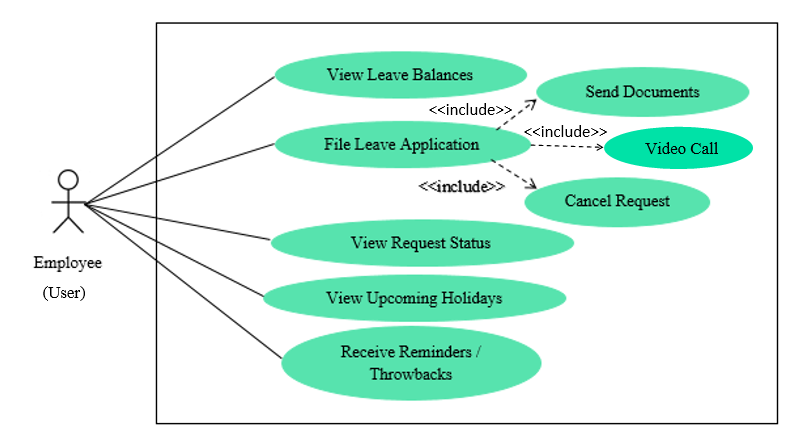 View Leave Balances
Send Documents
<<include>>
<<include>>
File Leave Application
Video Call
<<include>>
Cancel Request
View Request Status
Employee
(User)
View Upcoming Holidays
Receive Reminders /
Throwbacks